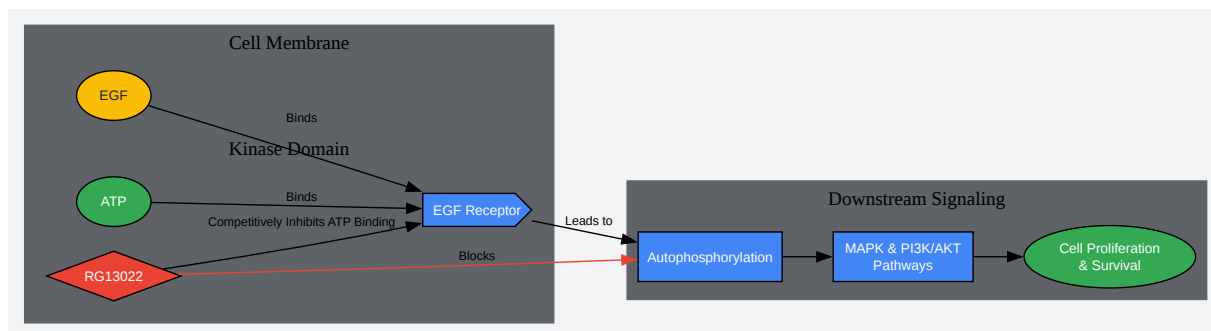 Cell Membrane
EGF
Binds
Kinase Domain
ATP
Binds
Competitively Inhibits ATP Binding
EGF Receptor
RG13022
Blocks
Leads to
Downstream Signaling
Autophosphorylation
MAPK & PI3K/AKT
Pathways
Cell Proliferation
& Survival